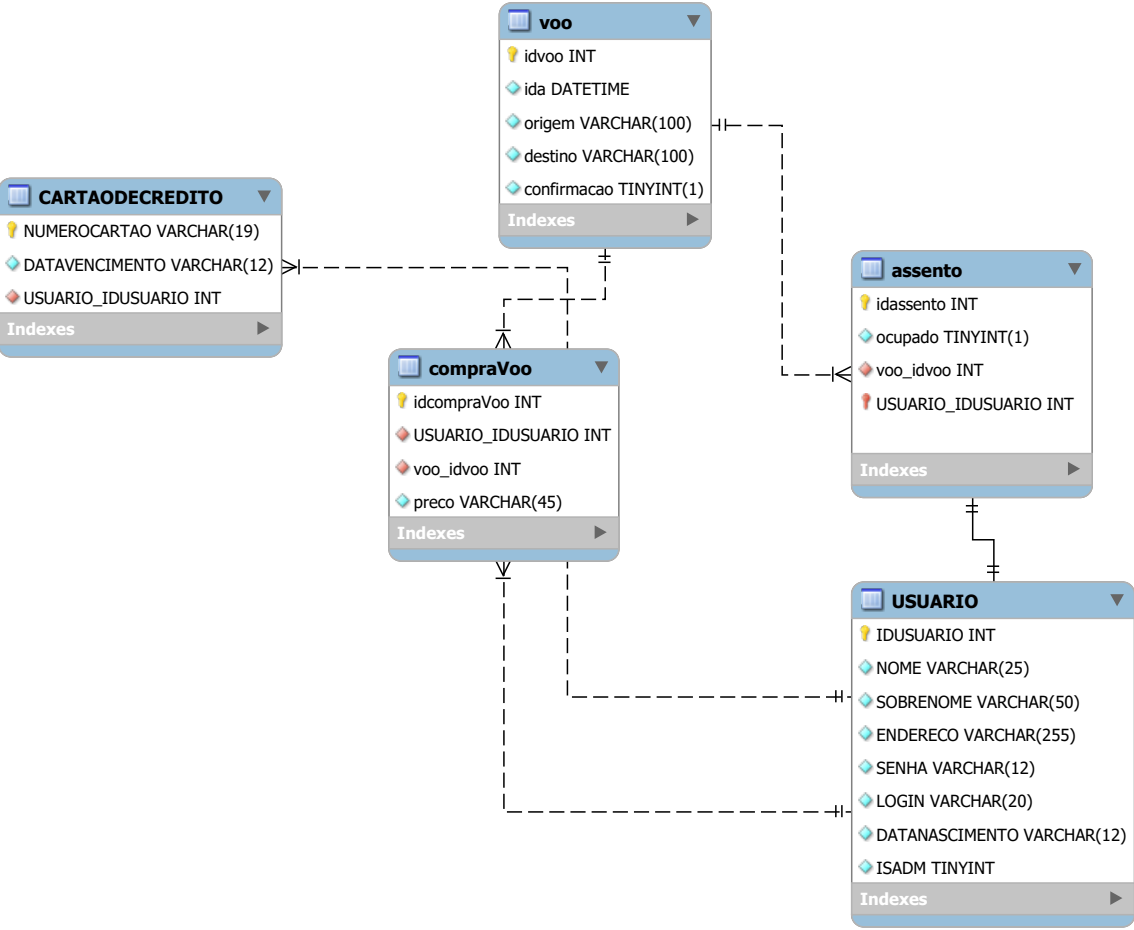 voo
idvoo INT
ida DATETIME
origem VARCHAR(100)
destino VARCHAR(100)
confirmacao TINYINT(1)
Indexes
CARTAODECREDITO
NUMEROCARTAO VARCHAR(19)
DATAVENCIMENTO VARCHAR(12)
USUARIO_IDUSUARIO INT
Indexes
compraVoo
idcompraVoo INT
USUARIO_IDUSUARIO INT
voo_idvoo INT
preco VARCHAR(45)
Indexes
assento
idassento INT
ocupado TINYINT(1)
voo_idvoo INT
USUARIO_IDUSUARIO INT
Indexes
USUARIO
IDUSUARIO INT
NOME VARCHAR(25)
SOBRENOME VARCHAR(50)
ENDERECO VARCHAR(255)
SENHA VARCHAR(12)
LOGIN VARCHAR(20)
DATANASCIMENTO VARCHAR(12)
ISADM TINYINT
Indexes